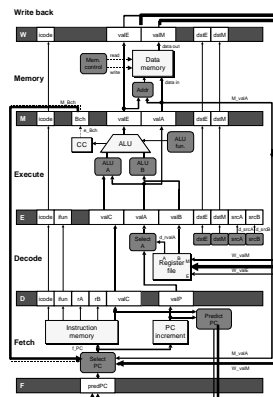 Write back
W icode valE valM dstE dstM
data out
read
Mem. control
write
Data memory
Memory
data in
Addr
M_Bch
M_valA
M icode Bch valE valA dstE dstM
e_Bch
CC
ALU
ALU fun.
ALU A
ALU B
Execute
E icode ifun valC valA valB dstE dstM srcA srcB
d_srcA d_srcB
d_rvalA
Select A
dstE dstM srcA srcB
Decode
A B
M
Register file
W_valM
W_valE
E
D icode ifun rA rB valC valP
Instruction memory
PC increment
Predict PC
Fetch
f_PC
M_valA
Select PC
W_valM
F predPC